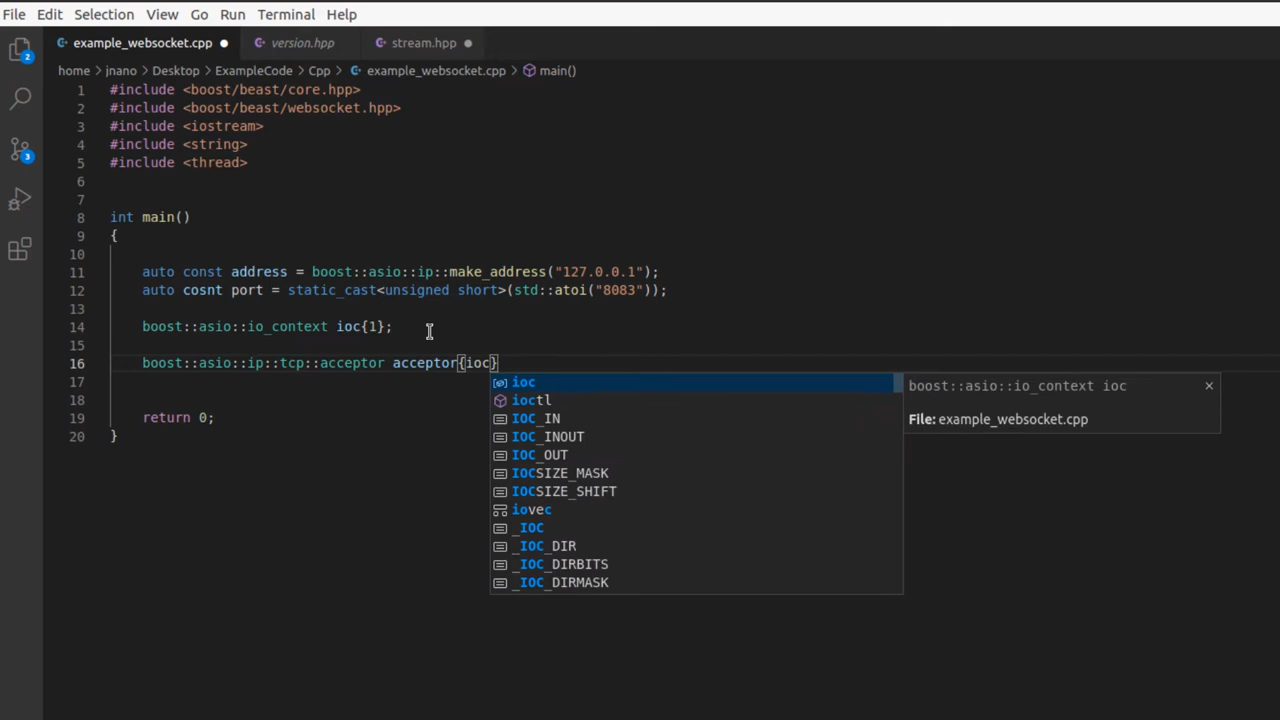 File Edit Selection View Go Run Terminal Help
example_websocket.cpp version.hpp stream.hpp
home > jnano > Desktop > ExampleCode > Cpp > example_websocket.cpp > main()
1 #include <boost/beast/core.hpp>
2 #include <boost/beast/websocket.hpp>
3 #include <iostream>
4 #include <string>
5 #include <thread>
6
7
8 int main()
9 {
10
11 auto const address = boost::asio::ip::make_address("127.0.0.1");
12 auto cosnt port = static_cast<unsigned short>(std::atoi("8083"));
13
14 boost::asio::io_context ioc{1};
15
16 boost::asio::ip::tcp::acceptor acceptor{ioc}
17
18
19 return 0;
20 }
ioc
ioctl
IOC_IN
IOC_INOUT
IOC_OUT
IOCSIZE_MASK
IOCSIZE_SHIFT
iovec
_IOC
_IOC_DIR
_IOC_DIRBITS
_IOC_DIRMASK
boost::asio::io_context ioc
File: example_websocket.cpp
2
3